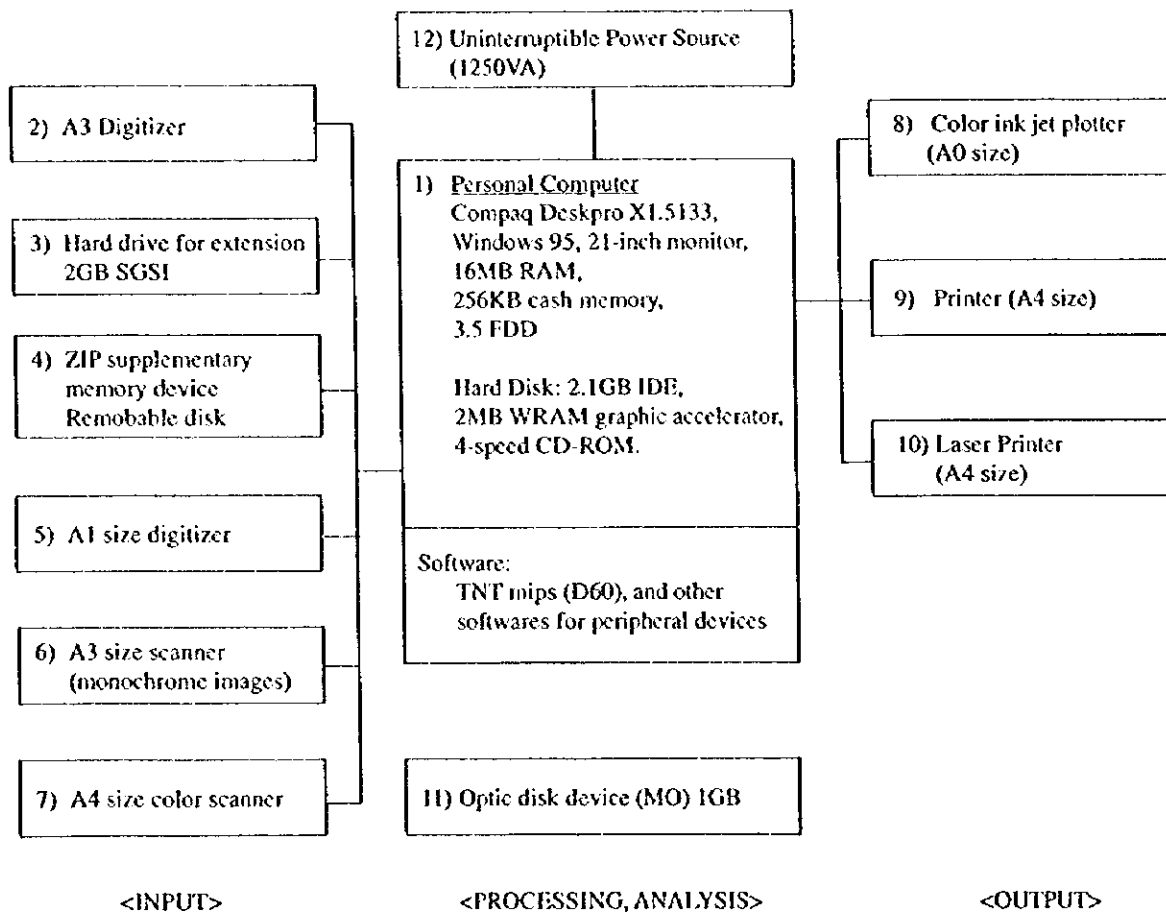 12) Uninterruptible Power Source
(1250VA)
2) A3 Digitizer
3) Hard drive for extension
2GB SGSI
4) ZIP supplementary
memory device
Remobable disk
5) A1 size digitizer
6) A3 size scanner
(monochrome images)
7) A4 size color scanner
1) Personal Computer
Compaq Deskpro X1.5133,
Windows 95, 21-inch monitor,
16MB RAM,
256KB cash memory,
3.5 FDD
Hard Disk: 2.1GB IDE,
2MB WRAM graphic accelerator,
4-speed CD-ROM.
Software:
TNT mips (D60), and other
softwares for peripheral devices
11) Optic disk device (MO) 1GB
8) Color ink jet plotter
(A0 size)
9) Printer (A4 size)
10) Laser Printer
(A4 size)
<INPUT>
<PROCESSING, ANALYSIS>
<OUTPUT>